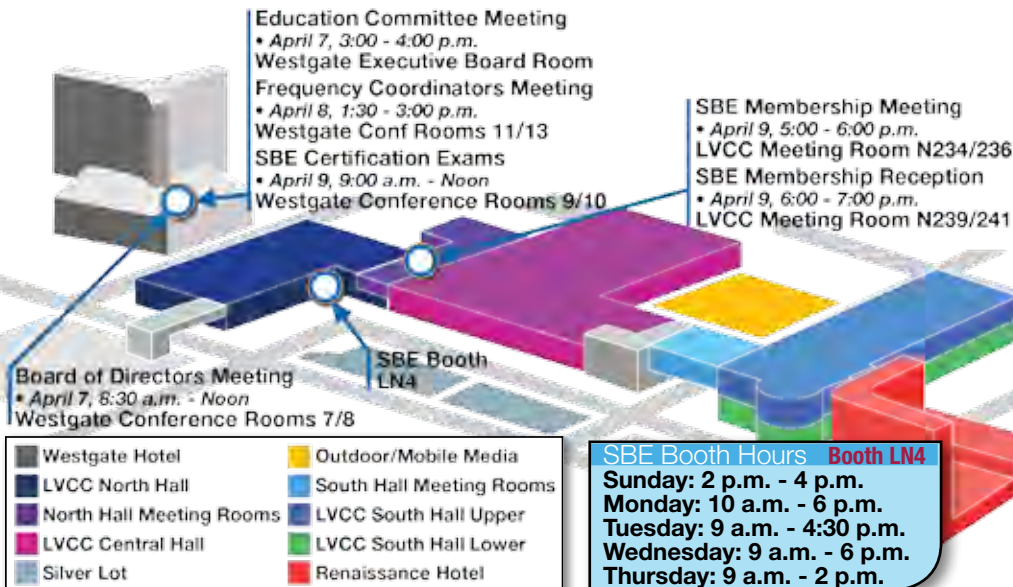 Education Committee Meeting
• April 7, 3:00 - 4:00 p.m.
Westgate Executive Board Room
Frequency Coordinators Meeting
• April 8, 1:30 - 3:00 p.m.
Westgate Conf Rooms 11/13
SBE Certification Exams
• April 9, 9:00 a.m. - Noon
Westgate Conference Rooms 9/10
SBE Membership Meeting
• April 9, 5:00 - 6:00 p.m.
LVCC Meeting Room N234/236
SBE Membership Reception
• April 9, 6:00 - 7:00 p.m.
LVCC Meeting Room N239/241
SBE Booth
LN4
Board of Directors Meeting
• April 7, 8:30 a.m. - Noon
Westgate Conference Rooms 7/8
Westgate Hotel
LVCC North Hall
North Hall Meeting Rooms
LVCC Central Hall
Silver Lot
Outdoor/Mobile Media
South Hall Meeting Rooms
LVCC South Hall Upper
LVCC South Hall Lower
Renaissance Hotel
SBE Booth Hours Booth LN4
Sunday: 2 p.m. - 4 p.m.
Monday: 10 a.m. - 6 p.m.
Tuesday: 9 a.m. - 4:30 p.m.
Wednesday: 9 a.m. - 6 p.m.
Thursday: 9 a.m. - 2 p.m.